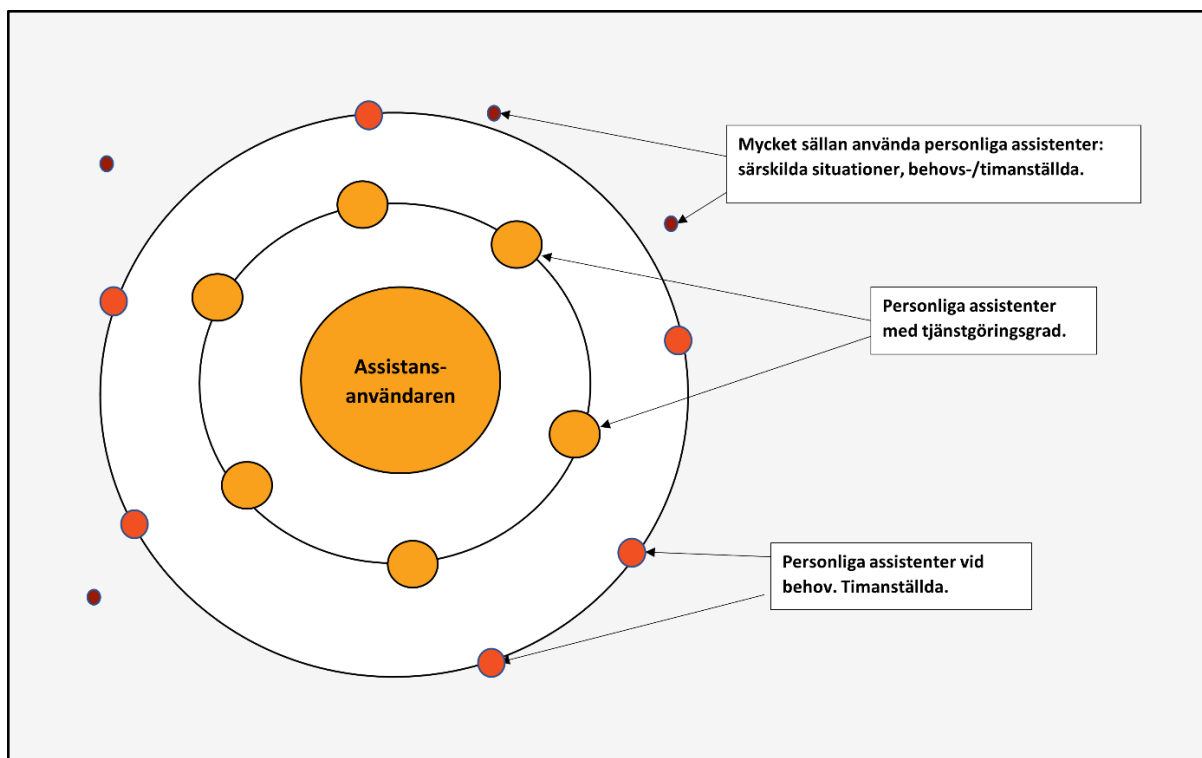 Mycket sällan använda personliga assistenter:
särskilda situationer, behovs-/timanställda.
Personliga assistenter
med tjänstgöringsgrad.
Assistans-
användaren
Personliga assistenter vid
behov. Timanställda.